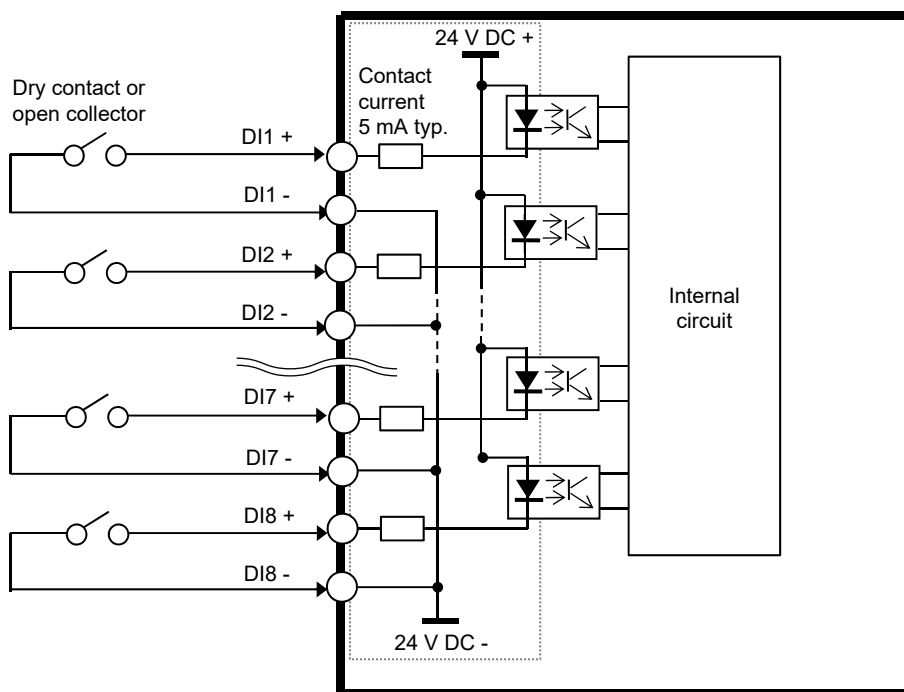 24 V DC +
Dry contact or
open collector
Contact
current
5 mA typ.
DI1 +
DI1 -
DI2 +
DI2 -
Internal
circuit
DI7 +
DI7 -
DI8 +
DI8 -
24 V DC -